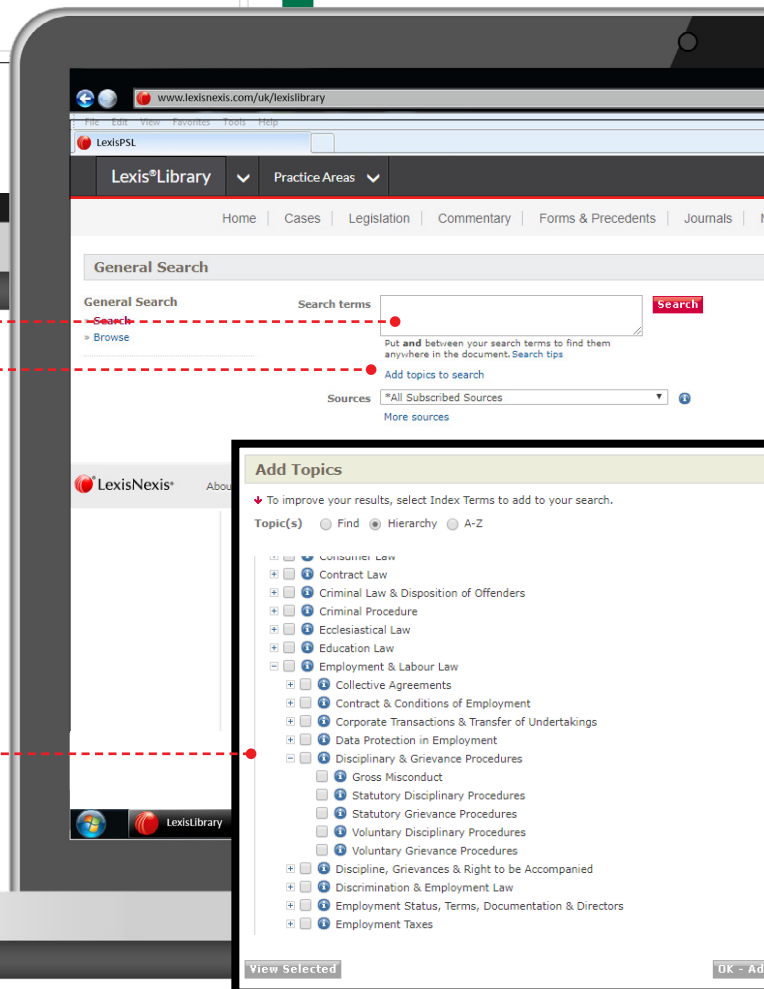 www.lexisnexis.com/uk/lexislibrary
File Edit View Favorites Tools Help
LexisPSL
Lexis®Library Practice Areas
Home Cases Legislation Commentary Forms & Precedents Journals
General Search
General Search
» Search
» Browse
Search terms
Search
Put and between your search terms to find them
anywhere in the document. Search tips
Add topics to search
Sources *All Subscribed Sources
More sources
LexisNexis®
Add Topics
To improve your results, select Index Terms to add to your search.
Topic(s) Find Hierarchy A-Z
Consumer Law
Contract Law
Criminal Law & Disposition of Offenders
Criminal Procedure
Ecclesiastical Law
Education Law
Employment & Labour Law
Collective Agreements
Contract & Conditions of Employment
Corporate Transactions & Transfer of Undertakings
Data Protection in Employment
Disciplinary & Grievance Procedures
Gross Misconduct
Statutory Disciplinary Procedures
Statutory Grievance Procedures
Voluntary Disciplinary Procedures
Voluntary Grievance Procedures
Discipline, Grievances & Right to be Accompanied
Discrimination & Employment Law
Employment Status, Terms, Documentation & Directors
Employment Taxes
LexisLibrary
View Selected OK - Ad